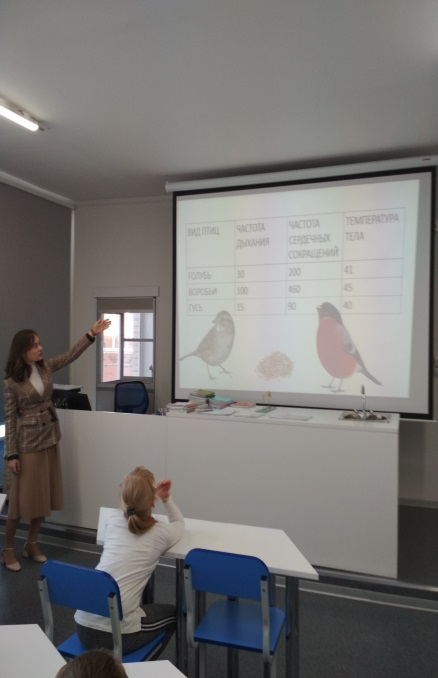 ВИД ПТИЦ ЧАСТОТА ДЫХАНИЯ ЧАСТОТА СЕРДЕЧНЫХ СОКРАЩЕНИЙ ТЕМПЕРАТУРА ТЕЛА
ГОЛУБЬ 30 200 41
ВОРОБЬИ 100 460 45
ГУСЬ 15 90 40